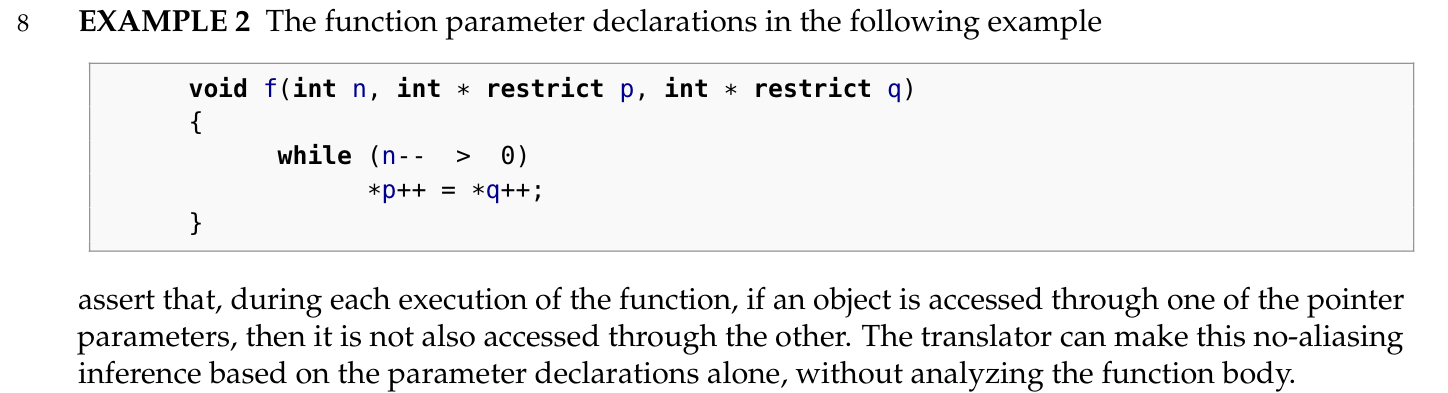 8 EXAMPLE 2 The function parameter declarations in the following example
void f(int n, int * restrict p, int * restrict q)
{
while (n-- > 0)
*p++ = *q++;
}
assert that, during each execution of the function, if an object is accessed through one of the pointer
parameters, then it is not also accessed through the other. The translator can make this no-aliasing
inference based on the parameter declarations alone, without analyzing the function body.